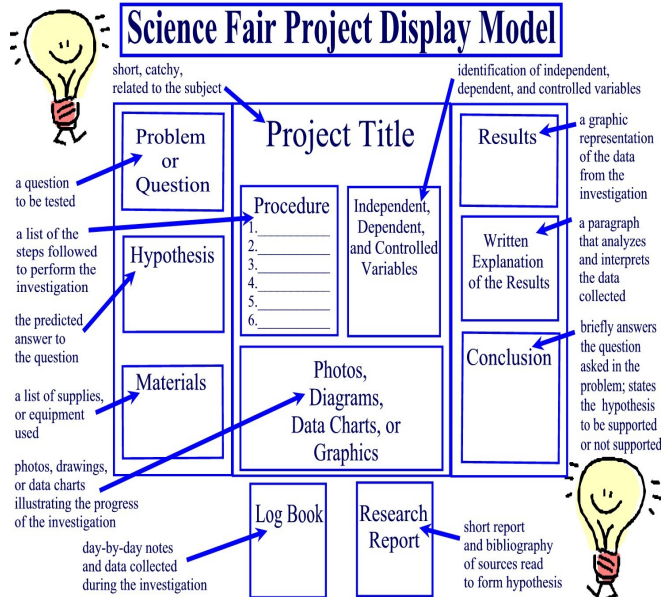 Science Fair Project Display Model
short, catchy,
related to the subject
identification of independent,
dependent, and controlled variables
Project Title
Problem
or
Question
a question
to be tested
a list of the
steps followed
to perform the
investigation
Hypothesis
the predicted
answer to
the question
Materials
a list of supplies,
or equipment
used
photos, drawings,
or data charts
illustrating the progress
of the investigation
Procedure
1.____________
2.____________
3.____________
4.____________
5.____________
6.____________
Independent,
Dependent,
and Controlled
Variables
Photos,
Diagrams,
Data Charts, or
Graphics
Results
a graphic
representation
of the data
from the
investigation
Written
Explanation
of the Results
a paragraph
that analyzes
and interprets
the data
collected
Conclusion
briefly answers
the question
asked in the
problem; states
the hypothesis
to be supported
or not supported
Log Book
day-by-day notes
and data collected
during the investigation
Research
Report
short report
and bibliography
of sources read
to form hypothesis